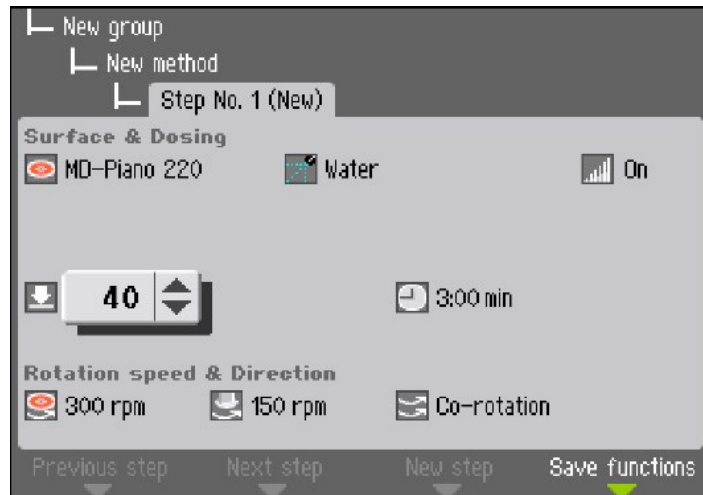 New group
New method
Step No. 1 (New)
Surface & Dosing
MD-Piano 220 Water On
40 3:00 min
Rotation speed & Direction
300 rpm 150 rpm Co-rotation
Previous step Next step New step Save functions